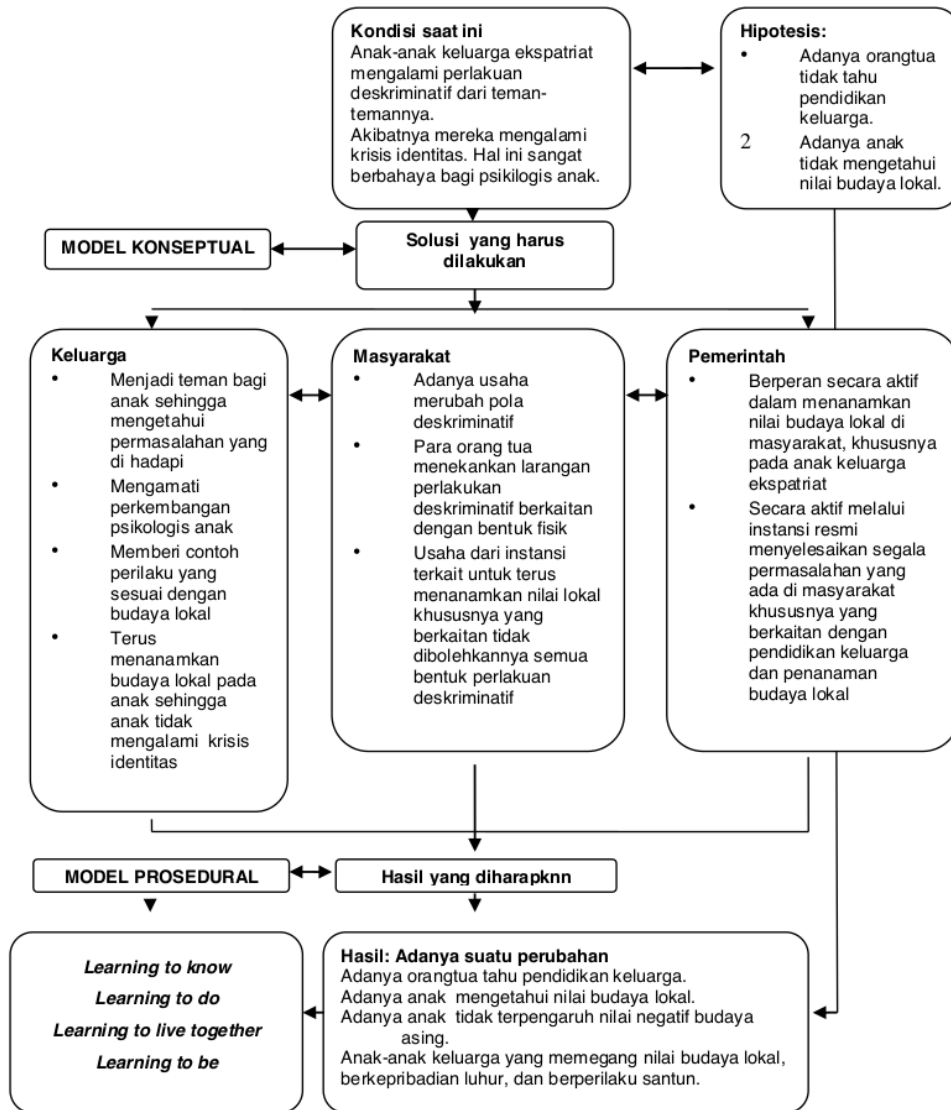 Kondisi saat ini
Anak-anak keluarga ekspatriat
mengalami perlakuan
deskriminatif dari teman-
temannya.
Akibatnya mereka mengalami
krisis identitas. Hal ini sangat
berbahaya bagi psikilogis anak.
Hipotesis:
• Adanya orangtua
tidak tahu
pendidikan
keluarga.
2 Adanya anak
tidak mengetahui
nilai budaya lokal.
MODEL KONSEPTUAL
Solusi yang harus
dilakukan
Keluarga
• Menjadi teman bagi
anak sehingga
mengetahui
permasalahan yang
di hadapi
• Mengamati
perkembangan
psikologis anak
• Memberi contoh
perilaku yang
sesuai dengan
budaya lokal
• Terus
menanamkan
budaya lokal pada
anak sehingga
anak tidak
mengalami krisis
identitas
Masyarakat
• Adanya usaha
merubah pola
deskriminatif
• Para orang tua
menekankan larangan
perlakukan
deskriminatif berkaitan
dengan bentuk fisik
• Usaha dari instansi
terkait untuk terus
menanamkan nilai lokal
khususnya yang
berkaitan tidak
dibolehkannya semua
bentuk perlakuan
deskriminatif
Pemerintah
• Berperan secara aktif
dalam menanamkan
nilai budaya lokal di
masyarakat, khususnya
pada anak keluarga
ekspatriat
• Secara aktif melalui
instansi resmi
menyelesaikan segala
permasalahan yang
ada di masyarakat
khususnya yang
berkaitan dengan
pendidikan keluarga
dan penanaman
budaya lokal
MODEL PROSEDURAL
Hasil yang diharapknn
Learning to know
Learning to do
Learning to live together
Learning to be
Hasil: Adanya suatu perubahan
Adanya orangtua tahu pendidikan keluarga.
Adanya anak mengetahui nilai budaya lokal.
Adanya anak tidak terpengaruh nilai negatif budaya
asing.
Anak-anak keluarga yang memegang nilai budaya lokal,
berkepribadian luhur, dan berperilaku santun.